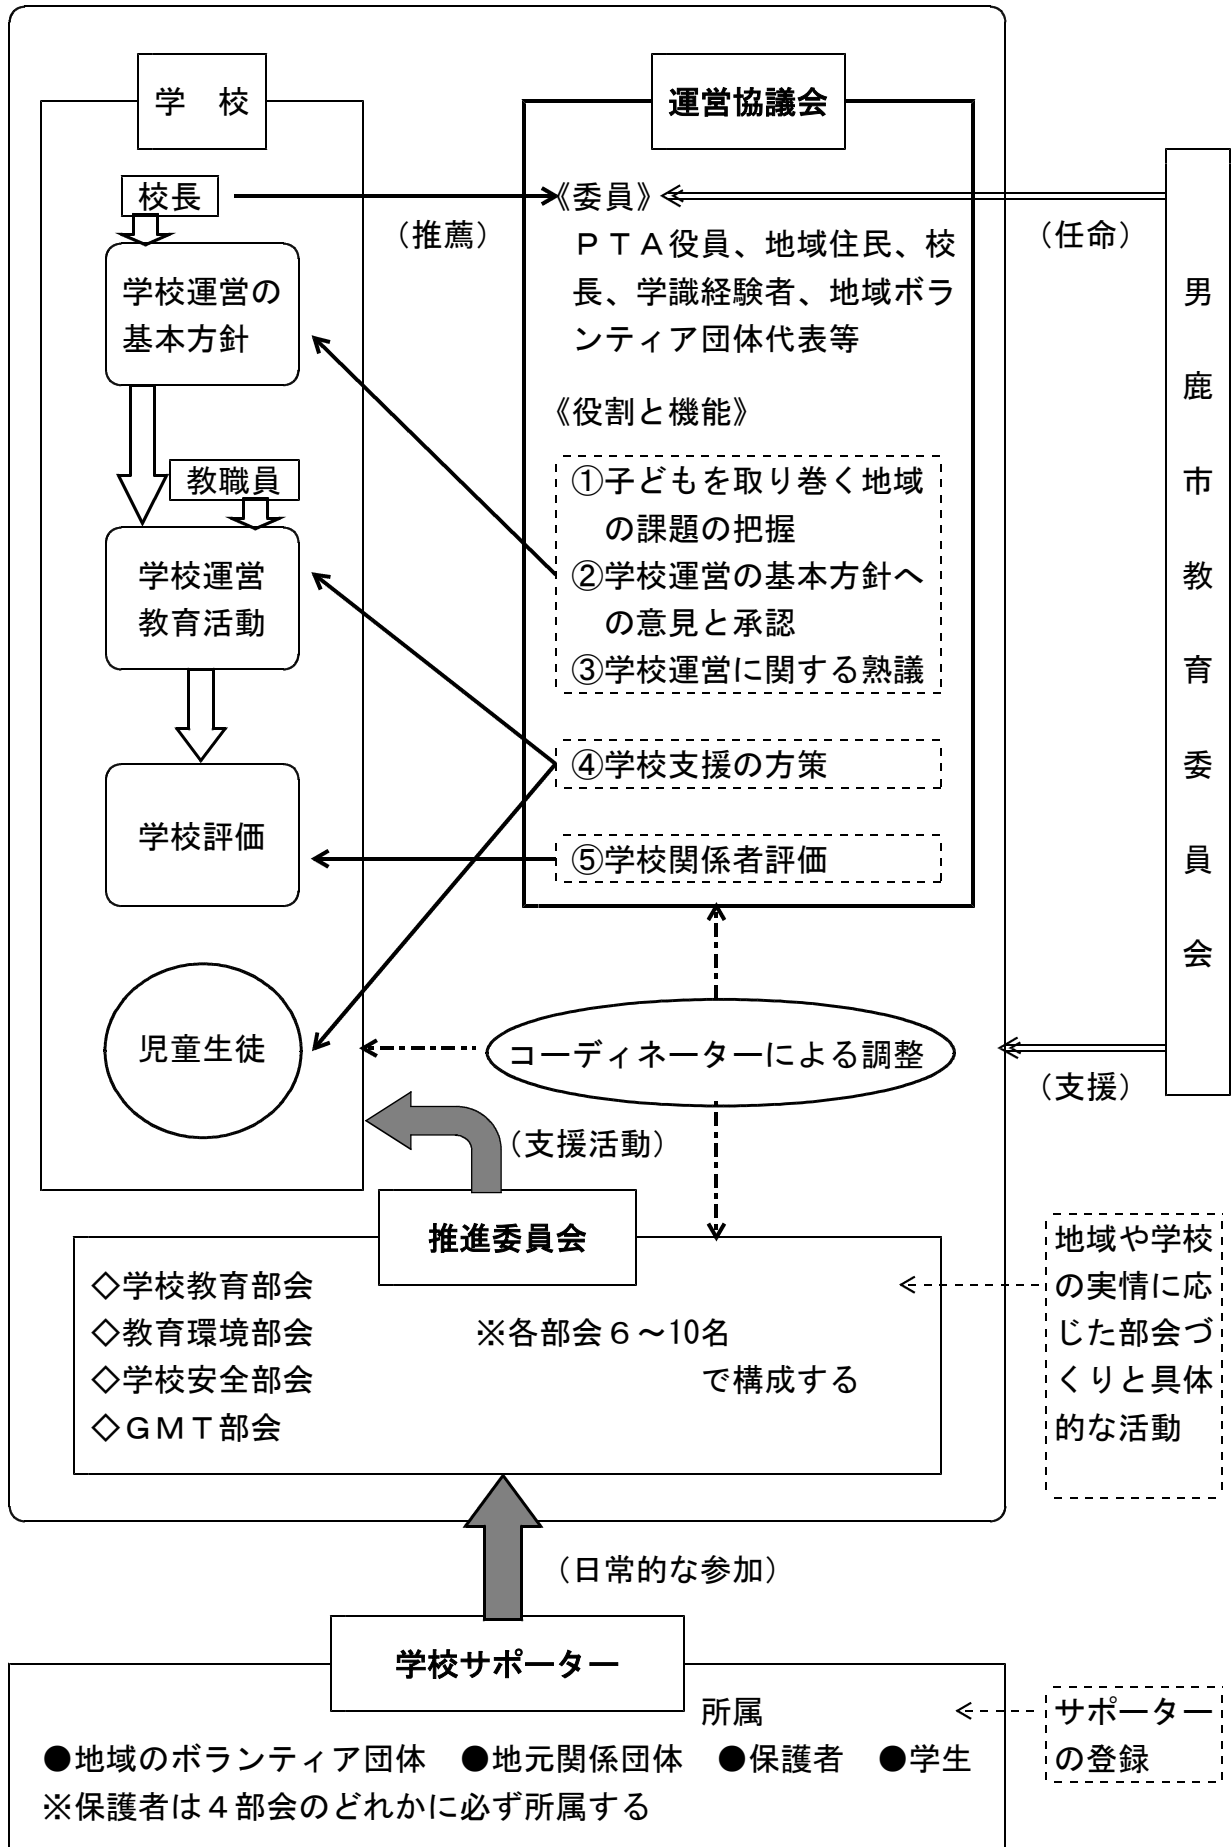 学　校
校長
学校運営の
基本方針
教職員
学校運営
教育活動
学校評価
児童生徒
（推薦）
運営協議会
《委員》
ＰＴＡ役員、地域住民、校
長、学識経験者、地域ボラ
ンティア団体代表等
《役割と機能》
①子どもを取り巻く地域
の課題の把握
②学校運営の基本方針へ
の意見と承認
③学校運営に関する熟議
④学校支援の方策
⑤学校関係者評価
（任命）
男鹿市教育委員会
コーディネーターによる調整
（支援）
（支援活動）
推進委員会
◇学校教育部会
◇教育環境部会
◇学校安全部会
◇ＧＭＴ部会
※各部会６～10名
で構成する
地域や学校
の実情に応
じた部会づ
くりと具体
的な活動
（日常的な参加）
学校サポーター
所属
●地域のボランティア団体　●地元関係団体　●保護者　●学生
※保護者は４部会のどれかに必ず所属する
サポーター
の登録